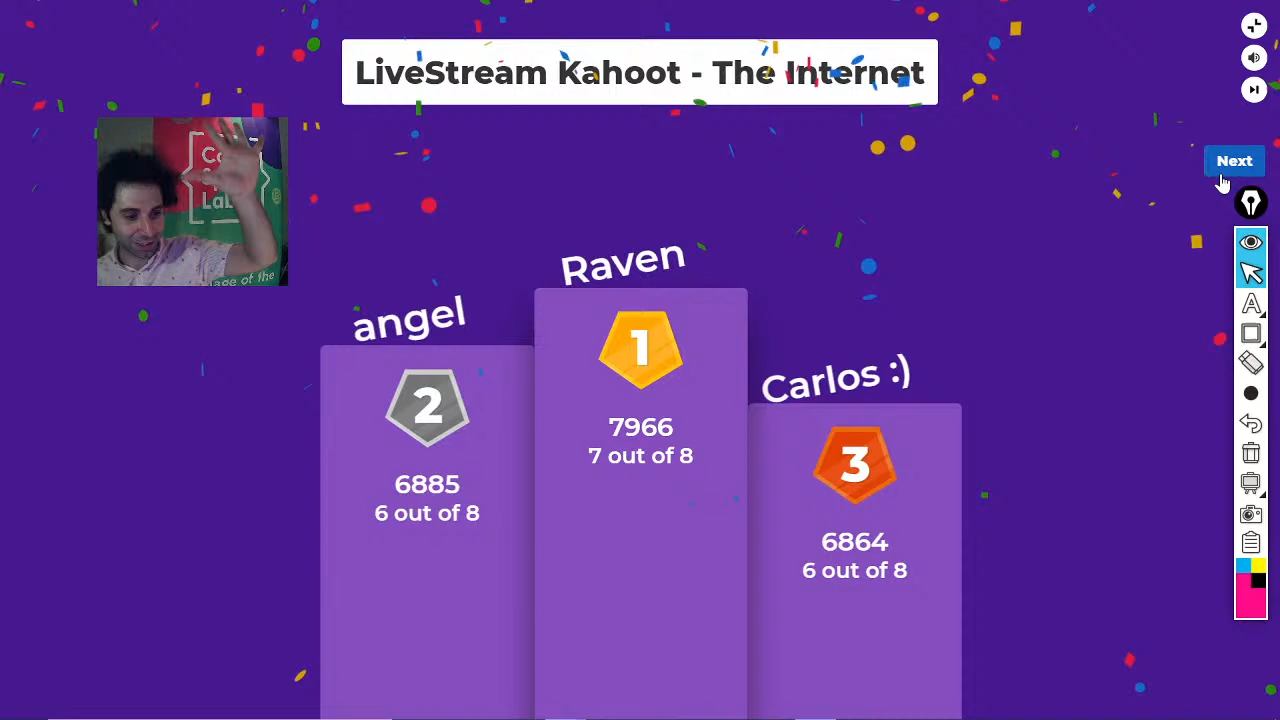 LiveStream Kahoot - The Internet
Next
Raven
angel
Carlos :)
1
7966
7 out of 8
2
6885
6 out of 8
3
6864
6 out of 8
A